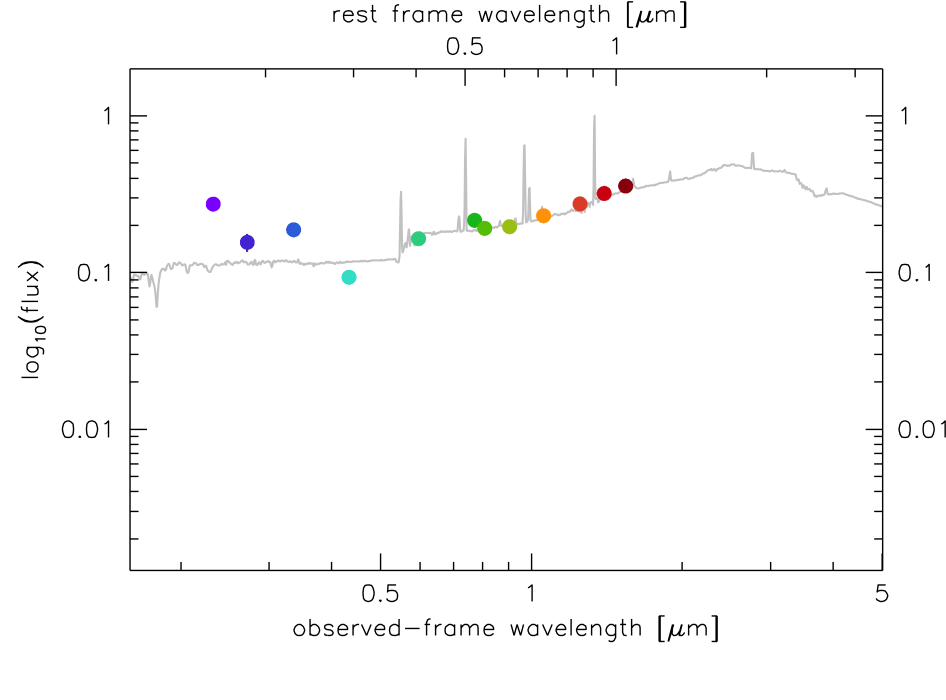 rest frame wavelength [μm]
0.5 1
1 1
0.1 0.1
0.01 0.01
log10(flux)
0.5 1 5
observed-frame wavelength [μm]